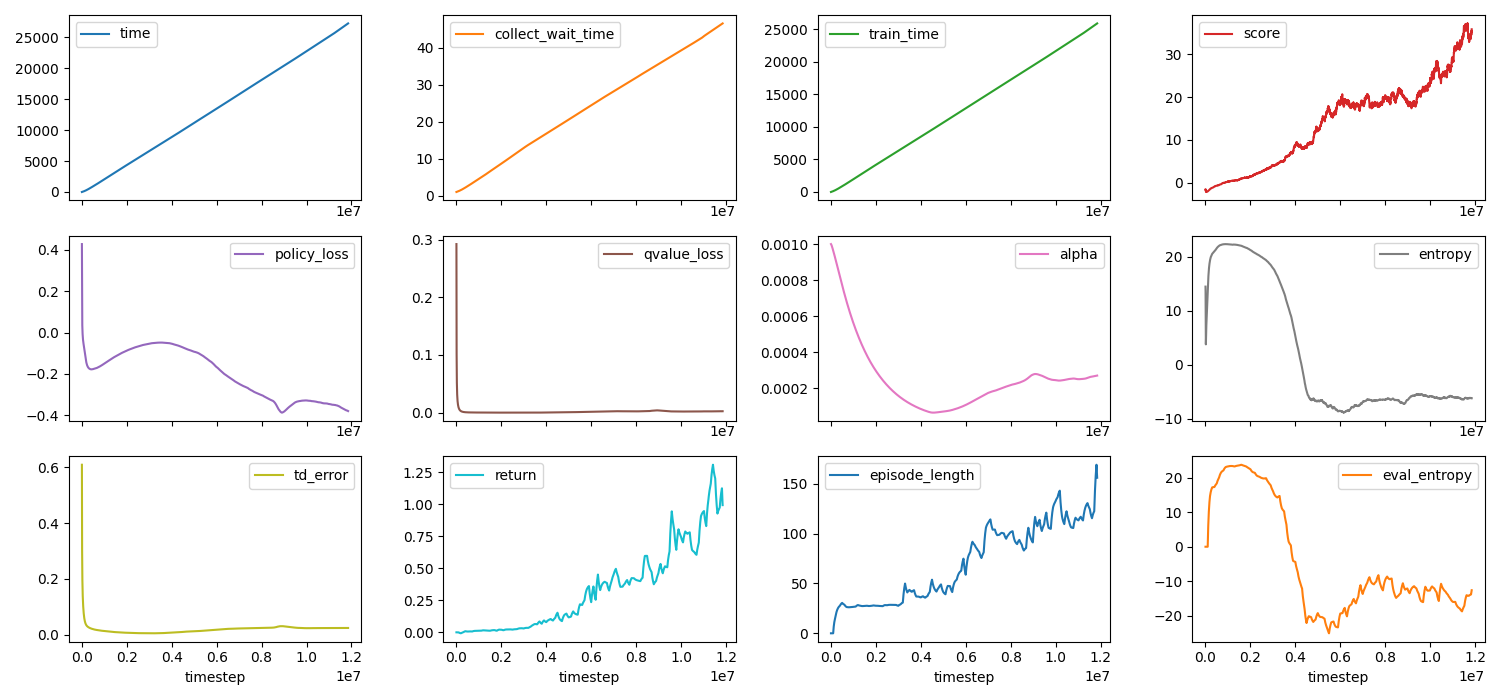 time
25000
20000
15000
10000
5000
0
1e7
collect_wait_time
40
30
20
10
0
1e7
train_time
25000
20000
15000
10000
5000
0
1e7
score
30
20
10
0
1e7
policy_loss
0.4
0.2
0.0
−0.2
−0.4
1e7
qvalue_loss
0.3
0.2
0.1
0.0
1e7
alpha
0.0010
0.0008
0.0006
0.0004
0.0002
1e7
entropy
20
10
0
−10
1e7
td_error
0.6
0.4
0.2
0.0
0.0 0.2 0.4 0.6 0.8 1.0 1.2
timestep
1e7
return
1.25
1.00
0.75
0.50
0.25
0.00
0.0 0.2 0.4 0.6 0.8 1.0 1.2
timestep
1e7
episode_length
150
100
50
0
0.0 0.2 0.4 0.6 0.8 1.0 1.2
timestep
1e7
eval_entropy
20
10
0
−10
−20
0.0 0.2 0.4 0.6 0.8 1.0 1.2
timestep
1e7